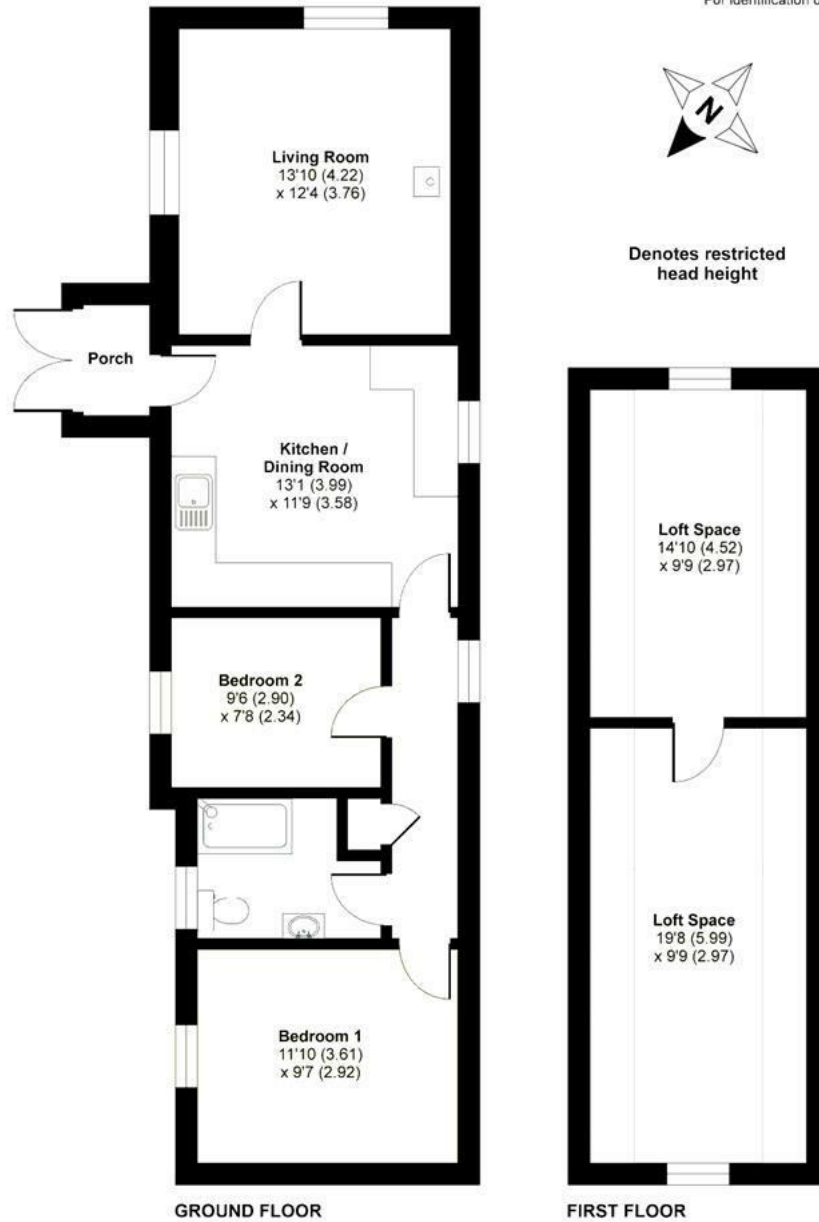 For identification o
N
Denotes restricted
head height
Living Room
13'10 (4.22)
x 12'4 (3.76)
Porch
Kitchen /
Dining Room
13'1 (3.99)
x 11'9 (3.58)
Bedroom 2
9'6 (2.90)
x 7'8 (2.34)
Bedroom 1
11'10 (3.61)
x 9'7 (2.92)
GROUND FLOOR
Loft Space
14'10 (4.52)
x 9'9 (2.97)
Loft Space
19'8 (5.99)
x 9'9 (2.97)
FIRST FLOOR